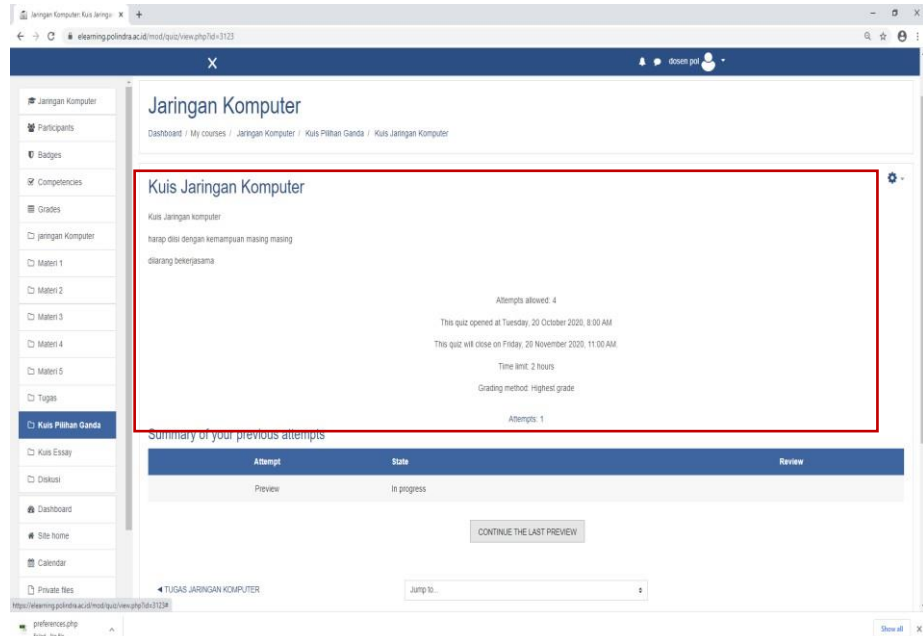 Jaringan Komputer: Kuis Jaringa
elearning.polindra.ac.id/mod/quiz/view.php?id=3123
dosen pol
Jaringan Komputer
Participants
Badges
Competencies
Grades
jaringan Komputer
Materi 1
Materi 2
Materi 3
Materi 4
Materi 5
Tugas
Kuis Pilihan Ganda
Kuis Essay
Diskusi
Dashboard
Site home
Calendar
Private files
Jaringan Komputer
Dashboard / My courses / Jaringan Komputer / Kuis Pilihan Ganda / Kuis Jaringan Komputer
Kuis Jaringan Komputer
Kuis Jaringan komputer
harap diisi dengan kemampuan masing masing
dilarang bekerjasama
Attempts allowed: 4
This quiz opened at Tuesday, 20 October 2020, 8:00 AM
This quiz will close on Friday, 20 November 2020, 11:00 AM.
Time limit: 2 hours
Grading method: Highest grade
Attempts: 1
Summary of your previous attempts
Attempt State Review
Preview In progress
CONTINUE THE LAST PREVIEW
◄ TUGAS JARINGAN KOMPUTER
Jump to...
https://elearning.polindra.ac.id/mod/quiz/view.php?id=3123#
preferences.php
Show all